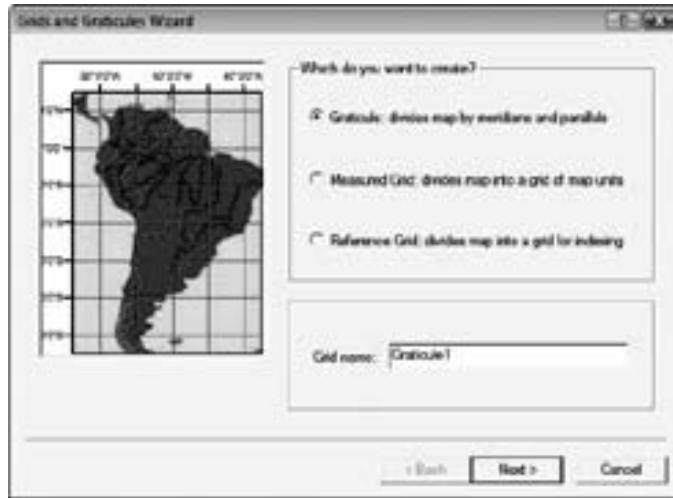 Grids and Graticules Wizard
Which do you want to create?
Graticule: divides map by meridians and parallels
Measured Grid: divides map into a grid of map units
Reference Grid: divides map into a grid for indexing
Grid name: Graticule1
< Back Next > Cancel